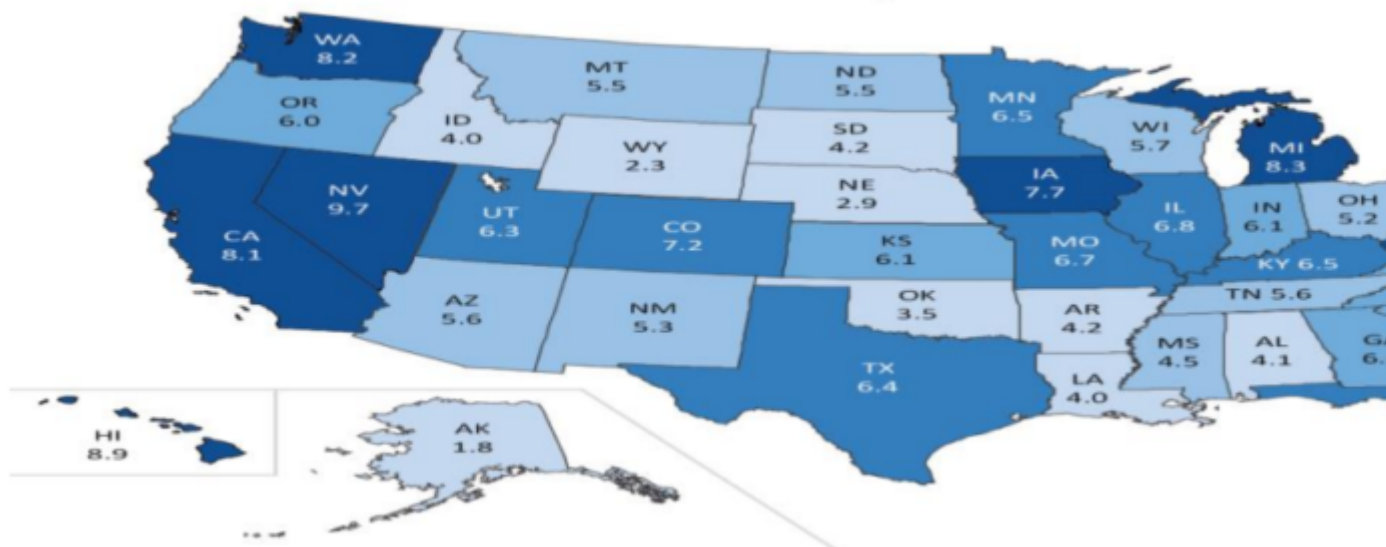 WA
8.2
MT
5.5
ND
5.5
MN
6.5
OR
6.0
ID
4.0
WY
2.3
SD
4.2
WI
5.7
MI
8.3
NV
9.7
UT
6.3
CO
7.2
NE
2.9
IA
7.7
IL
6.8
IN
6.1
OH
5.2
CA
8.1
KS
6.1
MO
6.7
KY 6.5
AZ
5.6
NM
5.3
OK
3.5
AR
4.2
TN 5.6
TX
6.4
LA
4.0
MS
4.5
AL
4.1
HI
8.9
AK
1.8